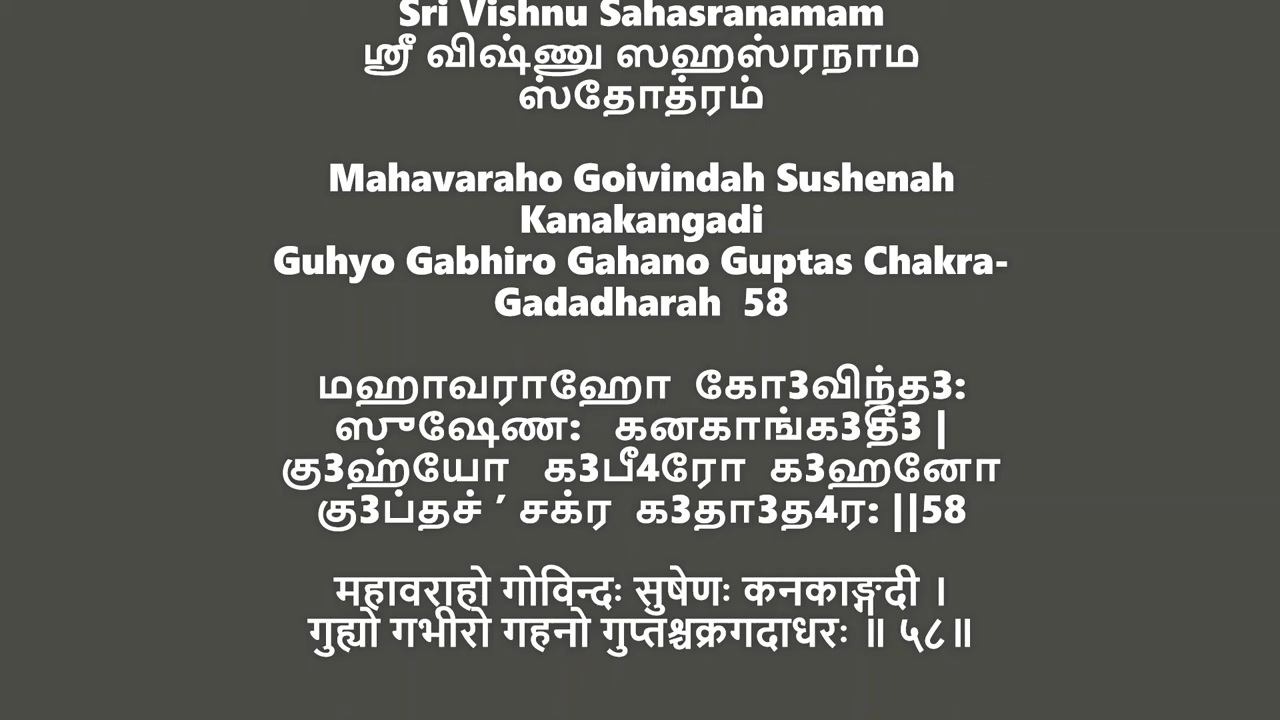 Sri Vishnu Sahasranamam
ஶ்ரீ விஷ்ணு ஸஹஸ்ரநாம
ஸ்தோத்ரம்
Mahavaraho Goivindah Sushenah
Kanakangadi
Guhyo Gabhiro Gahano Guptas Chakra-
Gadadharah 58
மஹாவராஹோ கோ3விந்த3:
ஸுஷேண: கனகாங்க3தீ3 |
கு3ஹ்யோ க3பீ4ரோ க3ஹனோ
கு3ப்தச் ’ சக்ர க3தா3த4ர: ||58
महावराहो गोविन्दः सुषेणः कनकाङ्गदी ।
गुह्यो गभीरो गहनो गुप्तश्चक्रगदाधरः ॥ ५८॥